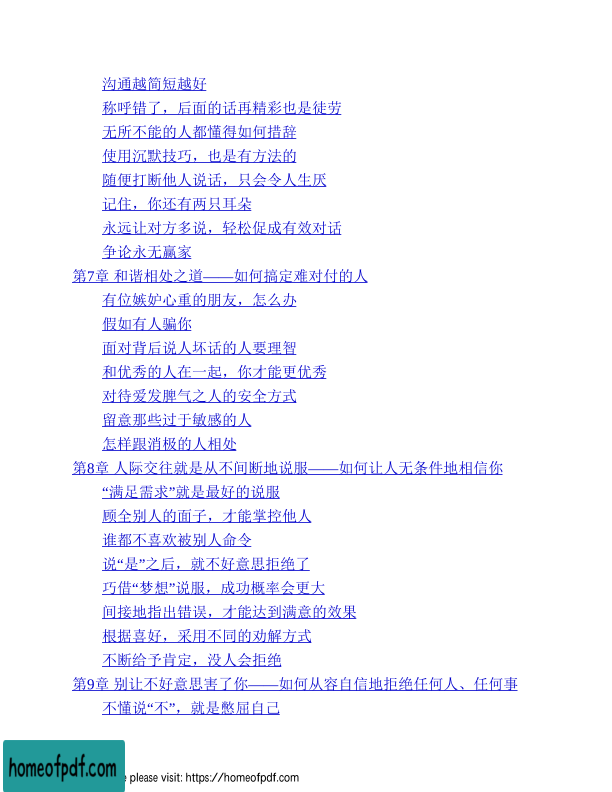 沟通越简短越好
称呼错了，后面的话再精彩也是徒劳
无所不能的人都懂得如何措辞
使用沉默技巧，也是有方法的
随便打断他人说话，只会令人生厌
记住，你还有两只耳朵
永远让对方多说，轻松促成有效对话
争论永无赢家
第7章 和谐相处之道——如何搞定难对付的人
有位嫉妒心重的朋友，怎么办
假如有人骗你
面对背后说人坏话的人要理智
和优秀的人在一起，你才能更优秀
对待爱发脾气之人的安全方式
留意那些过于敏感的人
怎样跟消极的人相处
第8章 人际交往就是从不间断地说服——如何让人无条件地相信你
“满足需求”就是最好的说服
顾全别人的面子，才能掌控他人
谁都不喜欢被别人命令
说“是”之后，就不好意思拒绝了
巧借“梦想”说服，成功概率会更大
间接地指出错误，才能达到满意的效果
根据喜好，采用不同的劝解方式
不断给予肯定，没人会拒绝
第9章 别让不好意思害了你——如何从容自信地拒绝任何人、任何事
不懂说“不”，就是憋屈自己
homeofpdf.com
please visit: https://homeofpdf.com